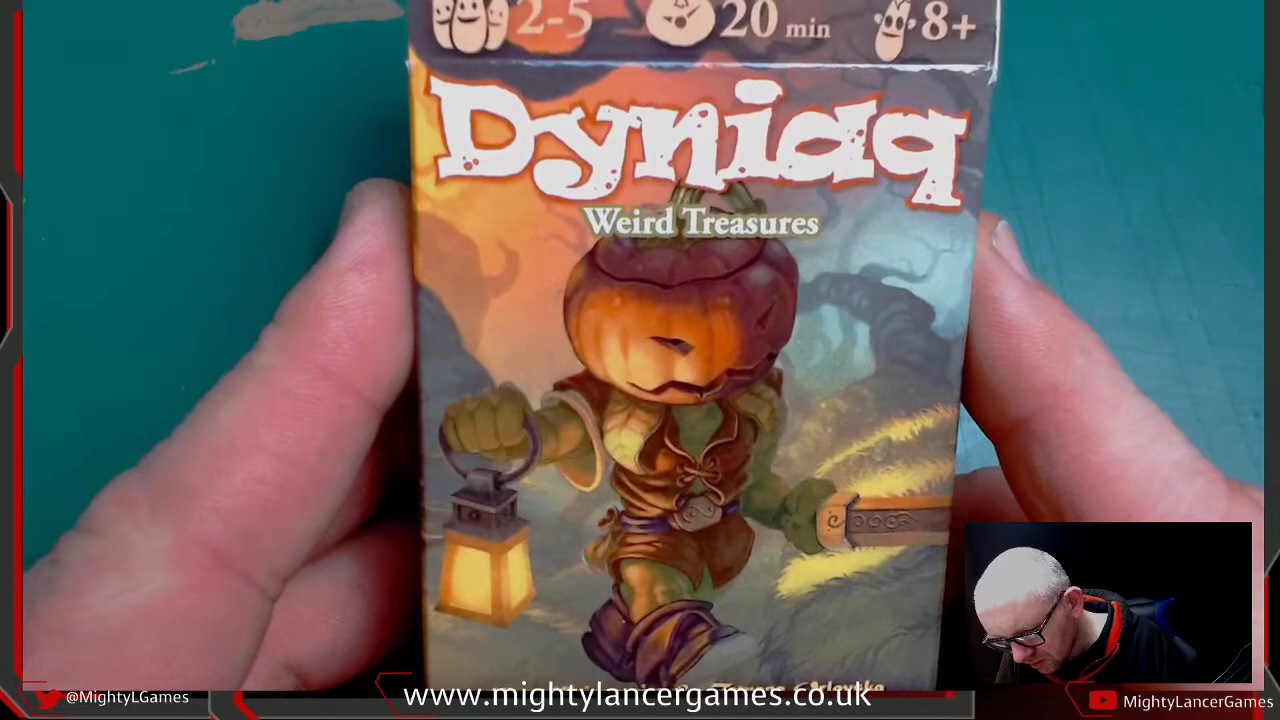 2-5 20 min 8+
Dyniaq
Weird Treasures
@MightyLGames
www.mightylancergames.co.uk
MightyLancerGames